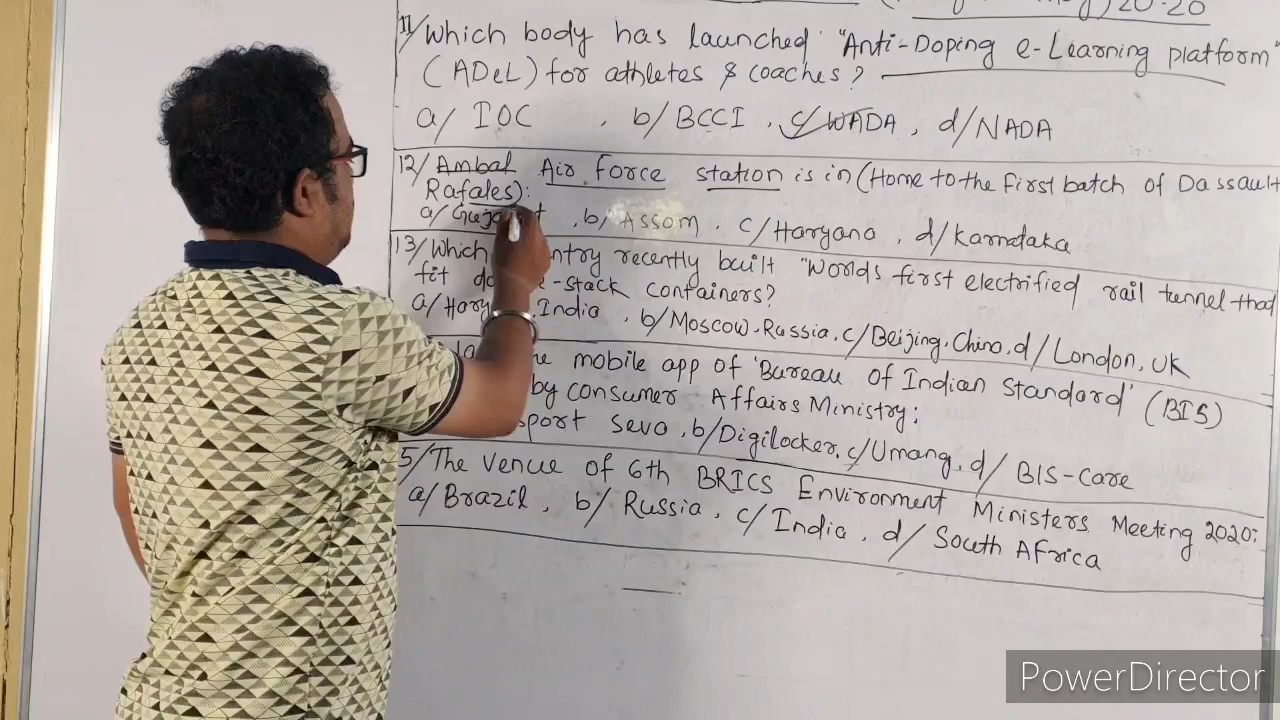 20-20
11/ Which body has launched "Anti-Doping e-Learning platform"
(ADeL) for athletes & coaches?
a/ IOC , b/ BCCI , c/ WADA , d/ NADA
12/ Ambal Air force station is in (Home to the first batch of Dassault
Rafales):
a/ , b/ Assom , c/ Haryana , d/ Karnataka
13/ Which recently built "Worlds first electrified rail tunnel that
fit -stack containers?
a/ , India , b/ Moscow, Russia, c/ Beijing, China, d/ London, UK
mobile app of 'Bureau of Indian Standard' (BIS)
by consumer Affairs Ministry:
seva , b/ Digilocker, c/ Umang, d/ BIS-Care
5/ The venue of 6th BRICS Environment Ministers Meeting 2020:
a/ Brazil , b/ Russia , c/ India , d/ South Africa
PowerDirector